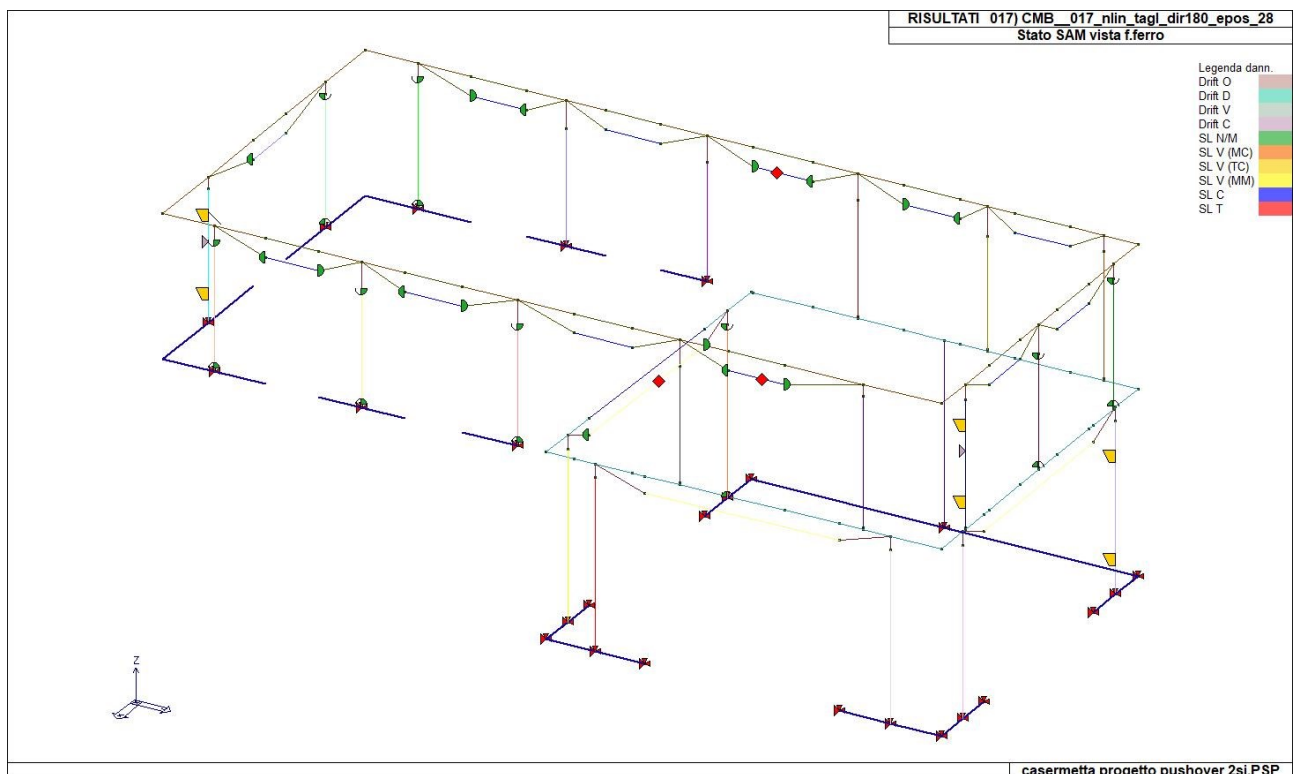 RISULTATI 017) CMB__017_nlin_tagl_dir180_epos_28
Stato SAM vista f.ferro
Legenda dann.
Drift O
Drift D
Drift V
Drift C
SL N/M
SL V (MC)
SL V (TC)
SL V (MM)
SL C
SL T
Z
casermetta progetto pushover 2si.PSP